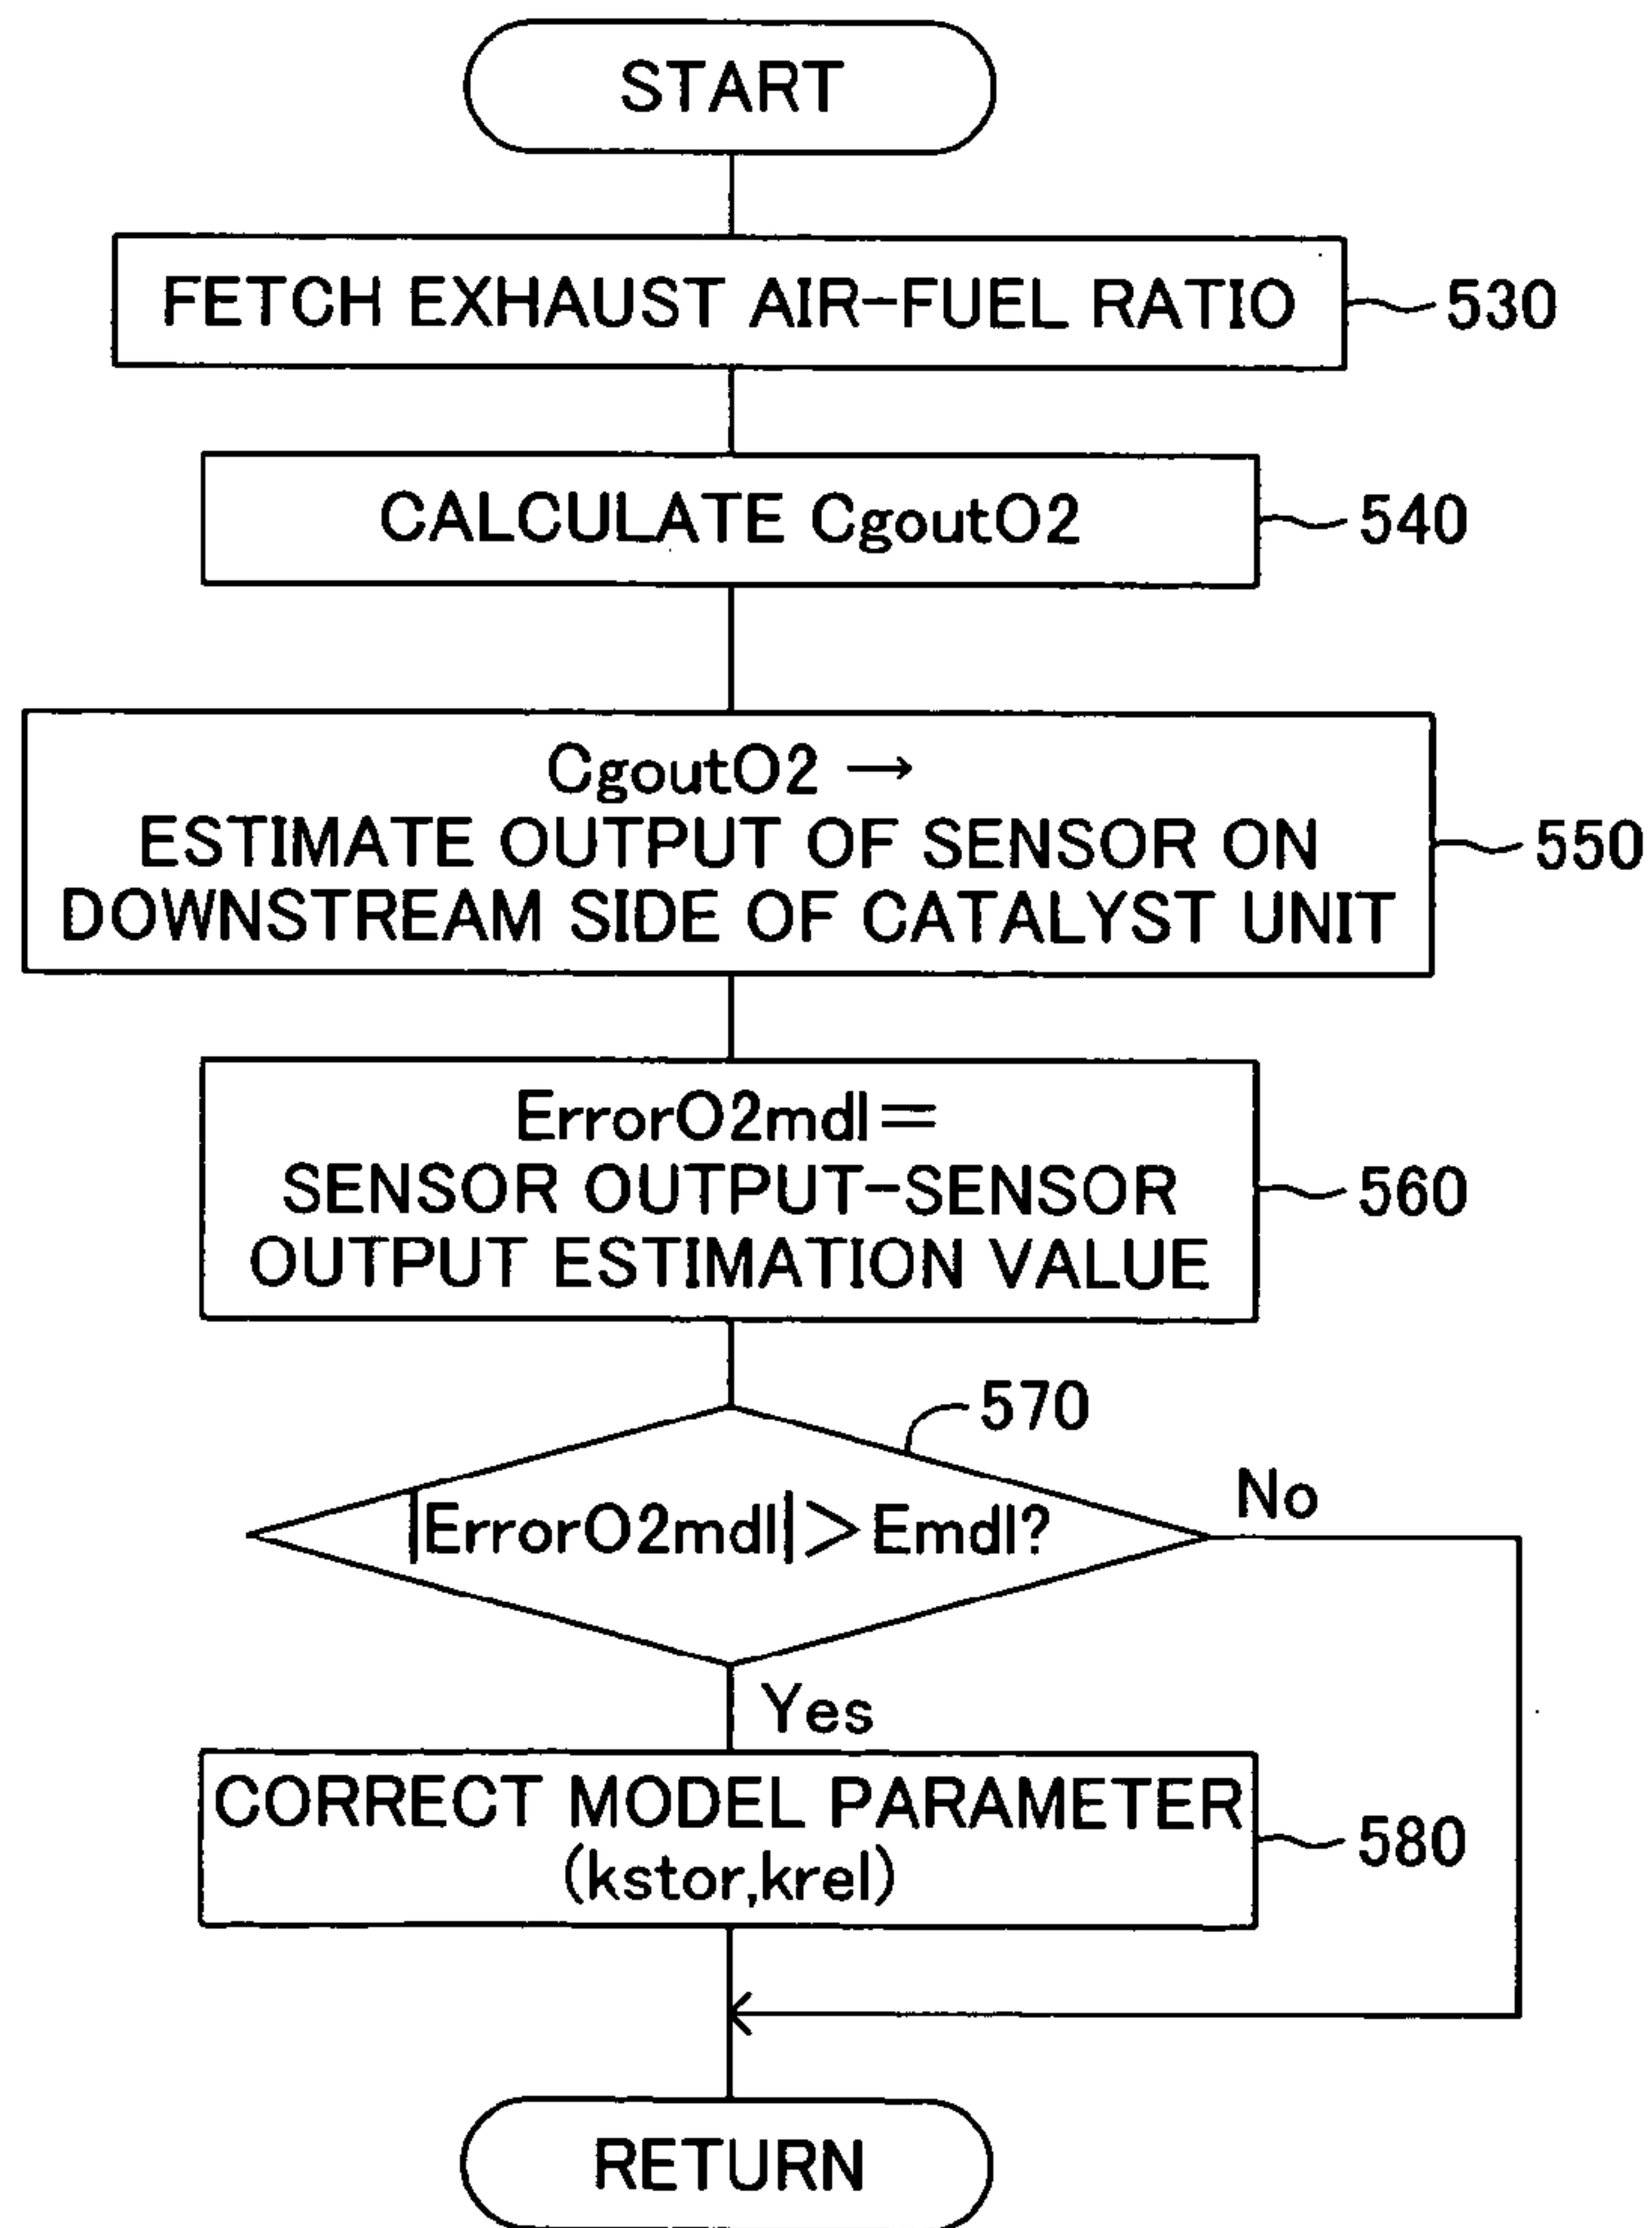 START
FETCH EXHAUST AIR-FUEL RATIO
530
CALCULATE CgoutO2
540
CgoutO2 →
ESTIMATE OUTPUT OF SENSOR ON
DOWNSTREAM SIDE OF CATALYST UNIT
550
ErrorO2mdl=
SENSOR OUTPUT-SENSOR
OUTPUT ESTIMATION VALUE
560
570
|ErrorO2mdl|>Emdl?
No
Yes
CORRECT MODEL PARAMETER
(kstor,krel)
580
RETURN